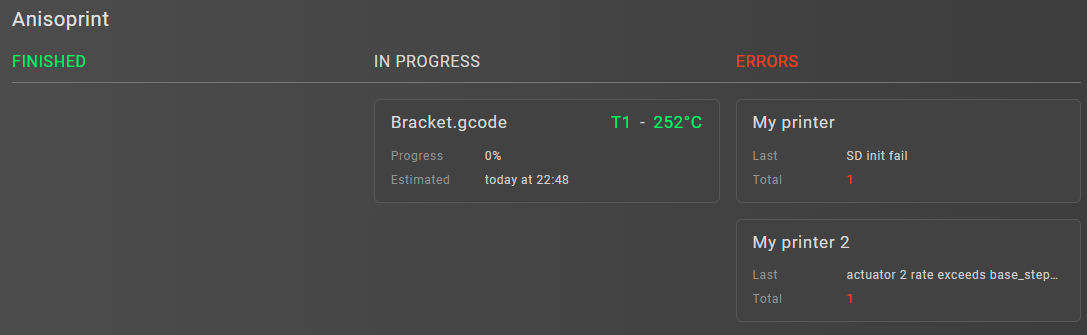 Anisoprint
FINISHED
IN PROGRESS
Bracket.gcode T1 - 252°C
Progress 0%
Estimated today at 22:48
ERRORS
My printer
Last SD init fail
Total 1
My printer 2
Last actuator 2 rate exceeds base_step...
Total 1